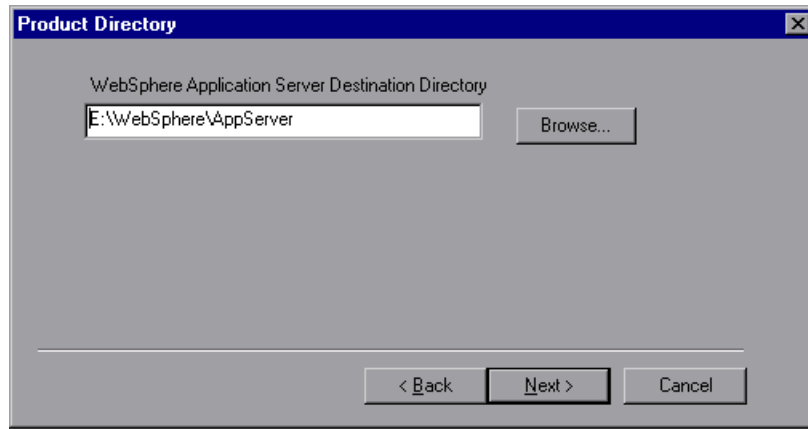 Product Directory
WebSphere Application Server Destination Directory
E:\WebSphere\AppServer
Browse...
< Back
Next >
Cancel